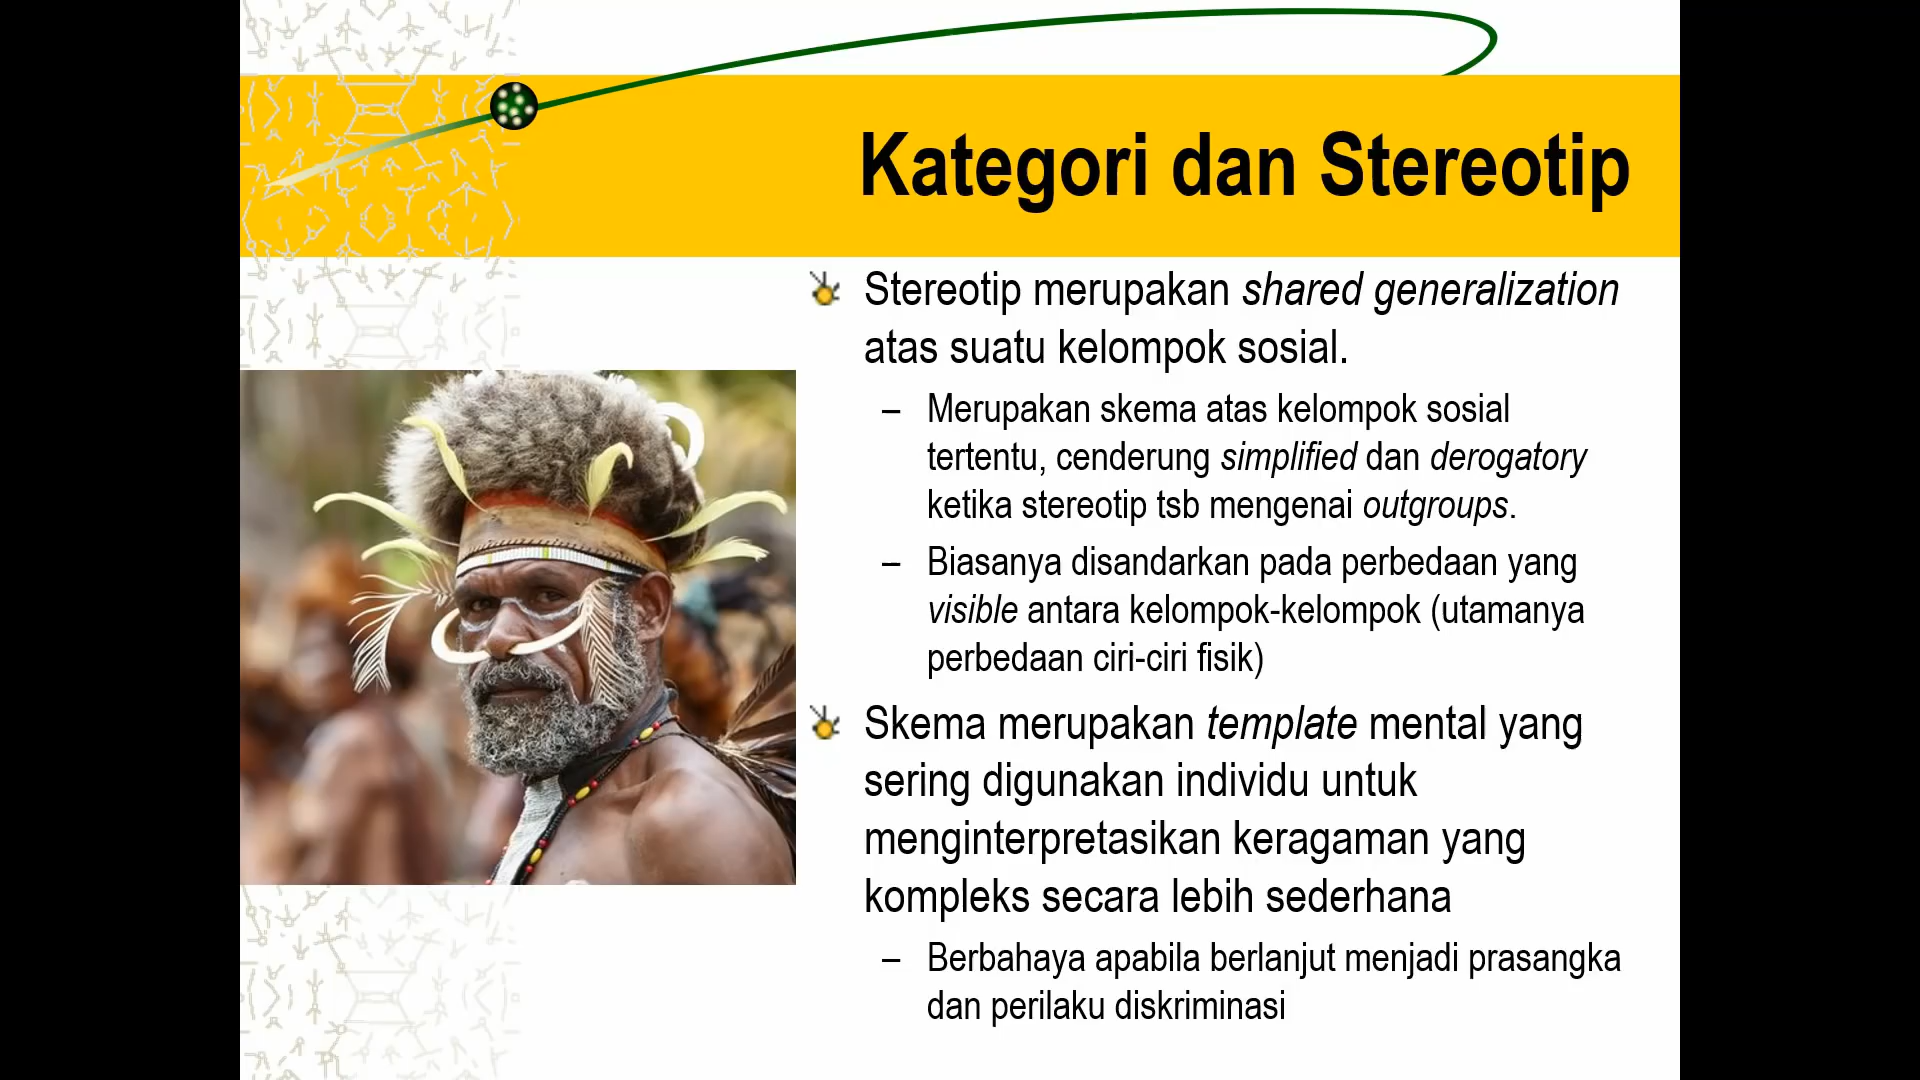 Kategori dan Stereotip
Stereotip merupakan shared generalization
atas suatu kelompok sosial.
– Merupakan skema atas kelompok sosial
tertentu, cenderung simplified dan derogatory
ketika stereotip tsb mengenai outgroups.
– Biasanya disandarkan pada perbedaan yang
visible antara kelompok-kelompok (utamanya
perbedaan ciri-ciri fisik)
Skema merupakan template mental yang
sering digunakan individu untuk
menginterpretasikan keragaman yang
kompleks secara lebih sederhana
– Berbahaya apabila berlanjut menjadi prasangka
dan perilaku diskriminasi